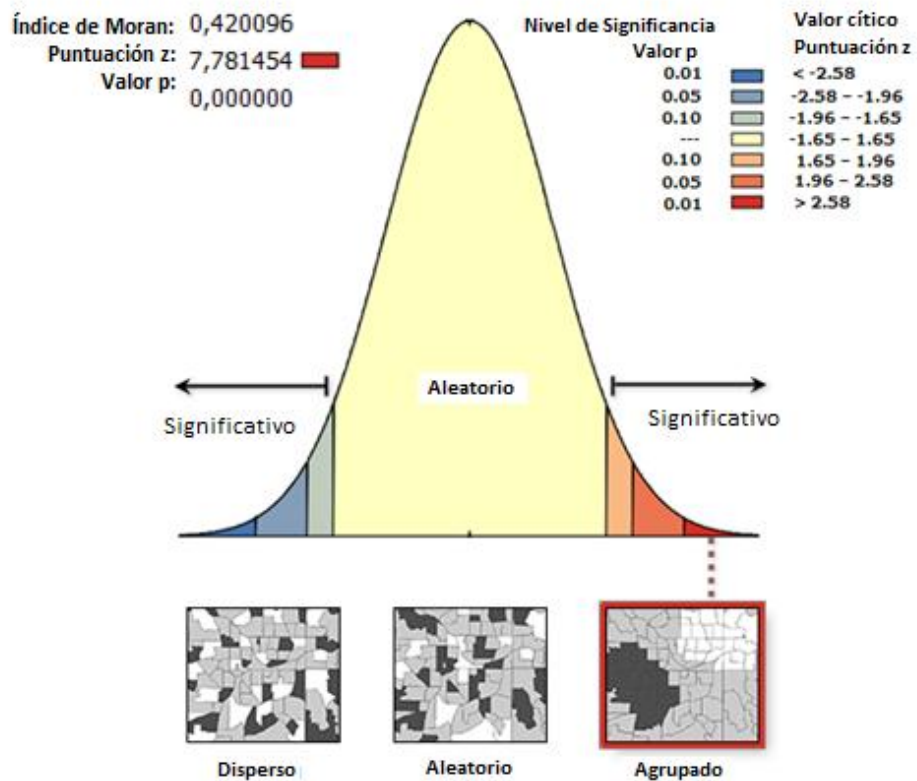 Índice de Moran: 0,420096
Puntuación z: 7,781454
Valor p:
0,000000
Nivel de Significancia
Valor p
Valor cítico
Puntuación z
0.01 < -2.58
0.05 -2.58 – -1.96
0.10 -1.96 – -1.65
--- -1.65 – 1.65
0.10 1.65 – 1.96
0.05 1.96 – 2.58
0.01 > 2.58
Significativo
Aleatorio
Significativo
Disperso
Aleatorio
Agrupado